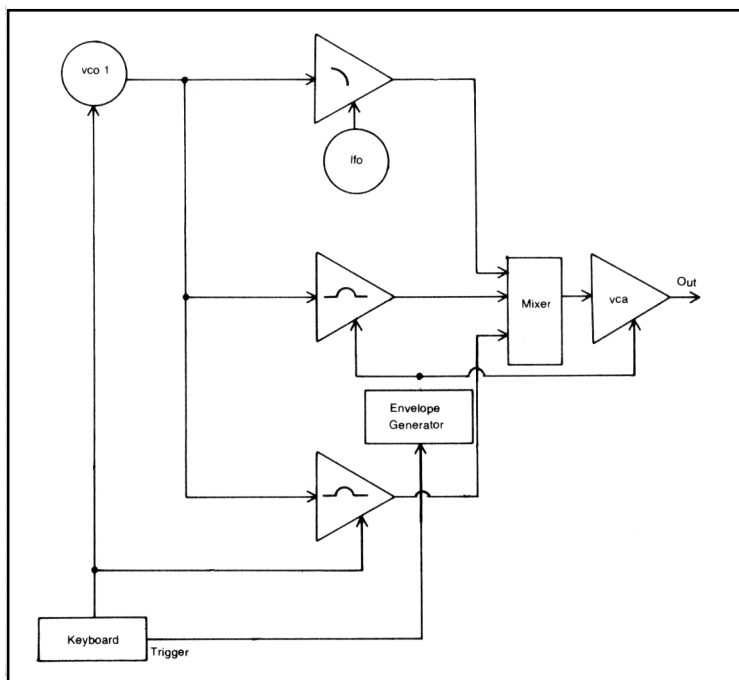 vco 1
lfo
Out
Mixer
vca
Envelope
Generator
Keyboard
Trigger